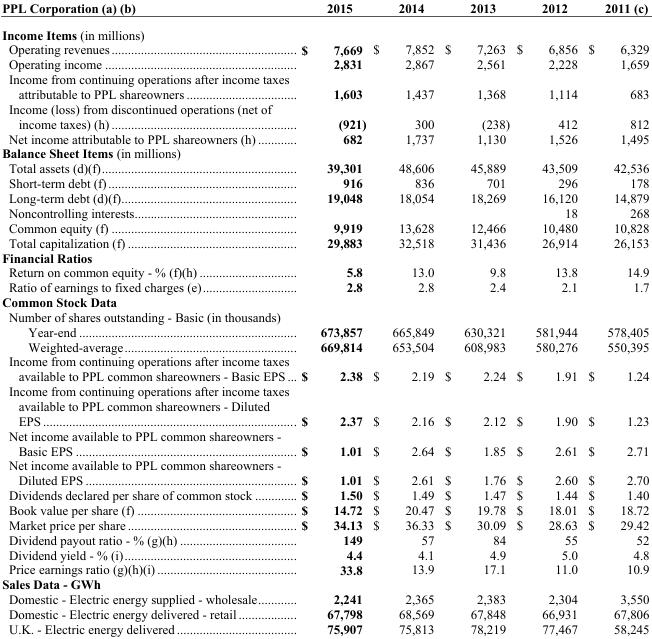 PPL Corporation (a) (b) 2015 2014 2013 2012 2011 (c)
Income Items (in millions)
Operating revenues $ 7,669 $ 7,852 $ 7,263 $ 6,856 $ 6,329
Operating income 2,831 2,867 2,561 2,228 1,659
Income from continuing operations after income taxes
attributable to PPL shareowners 1,603 1,437 1,368 1,114 683
Income (loss) from discontinued operations (net of
income taxes) (h) (921) 300 (238) 412 812
Net income attributable to PPL shareowners (h) 682 1,737 1,130 1,526 1,495
Balance Sheet Items (in millions)
Total assets (d)(f) 39,301 48,606 45,889 43,509 42,536
Short-term debt (f) 916 836 701 296 178
Long-term debt (d)(f) 19,048 18,054 18,269 16,120 14,879
Noncontrolling interests 18 268
Common equity (f) 9,919 13,628 12,466 10,480 10,828
Total capitalization (f) 29,883 32,518 31,436 26,914 26,153
Financial Ratios
Return on common equity - % (f)(h) 5.8 13.0 9.8 13.8 14.9
Ratio of earnings to fixed charges (e) 2.8 2.8 2.4 2.1 1.7
Common Stock Data
Number of shares outstanding - Basic (in thousands)
Year-end 673,857 665,849 630,321 581,944 578,405
Weighted-average 669,814 653,504 608,983 580,276 550,395
Income from continuing operations after income taxes
available to PPL common shareowners - Basic EPS $ 2.38 $ 2.19 $ 2.24 $ 1.91 $ 1.24
Income from continuing operations after income taxes
available to PPL common shareowners - Diluted
EPS $ 2.37 $ 2.16 $ 2.12 $ 1.90 $ 1.23
Net income available to PPL common shareowners -
Basic EPS $ 1.01 $ 2.64 $ 1.85 $ 2.61 $ 2.71
Net income available to PPL common shareowners -
Diluted EPS $ 1.01 $ 2.61 $ 1.76 $ 2.60 $ 2.70
Dividends declared per share of common stock $ 1.50 $ 1.49 $ 1.47 $ 1.44 $ 1.40
Book value per share (f) $ 14.72 $ 20.47 $ 19.78 $ 18.01 $ 18.72
Market price per share $ 34.13 $ 36.33 $ 30.09 $ 28.63 $ 29.42
Dividend payout ratio - % (g)(h) 149 57 84 55 52
Dividend yield - % (i) 4.4 4.1 4.9 5.0 4.8
Price earnings ratio (g)(h)(i) 33.8 13.9 17.1 11.0 10.9
Sales Data - GWh
Domestic - Electric energy supplied - wholesale 2,241 2,365 2,383 2,304 3,550
Domestic - Electric energy delivered - retail 67,798 68,569 67,848 66,931 67,806
U.K. - Electric energy delivered 75,907 75,813 78,219 77,467 58,245